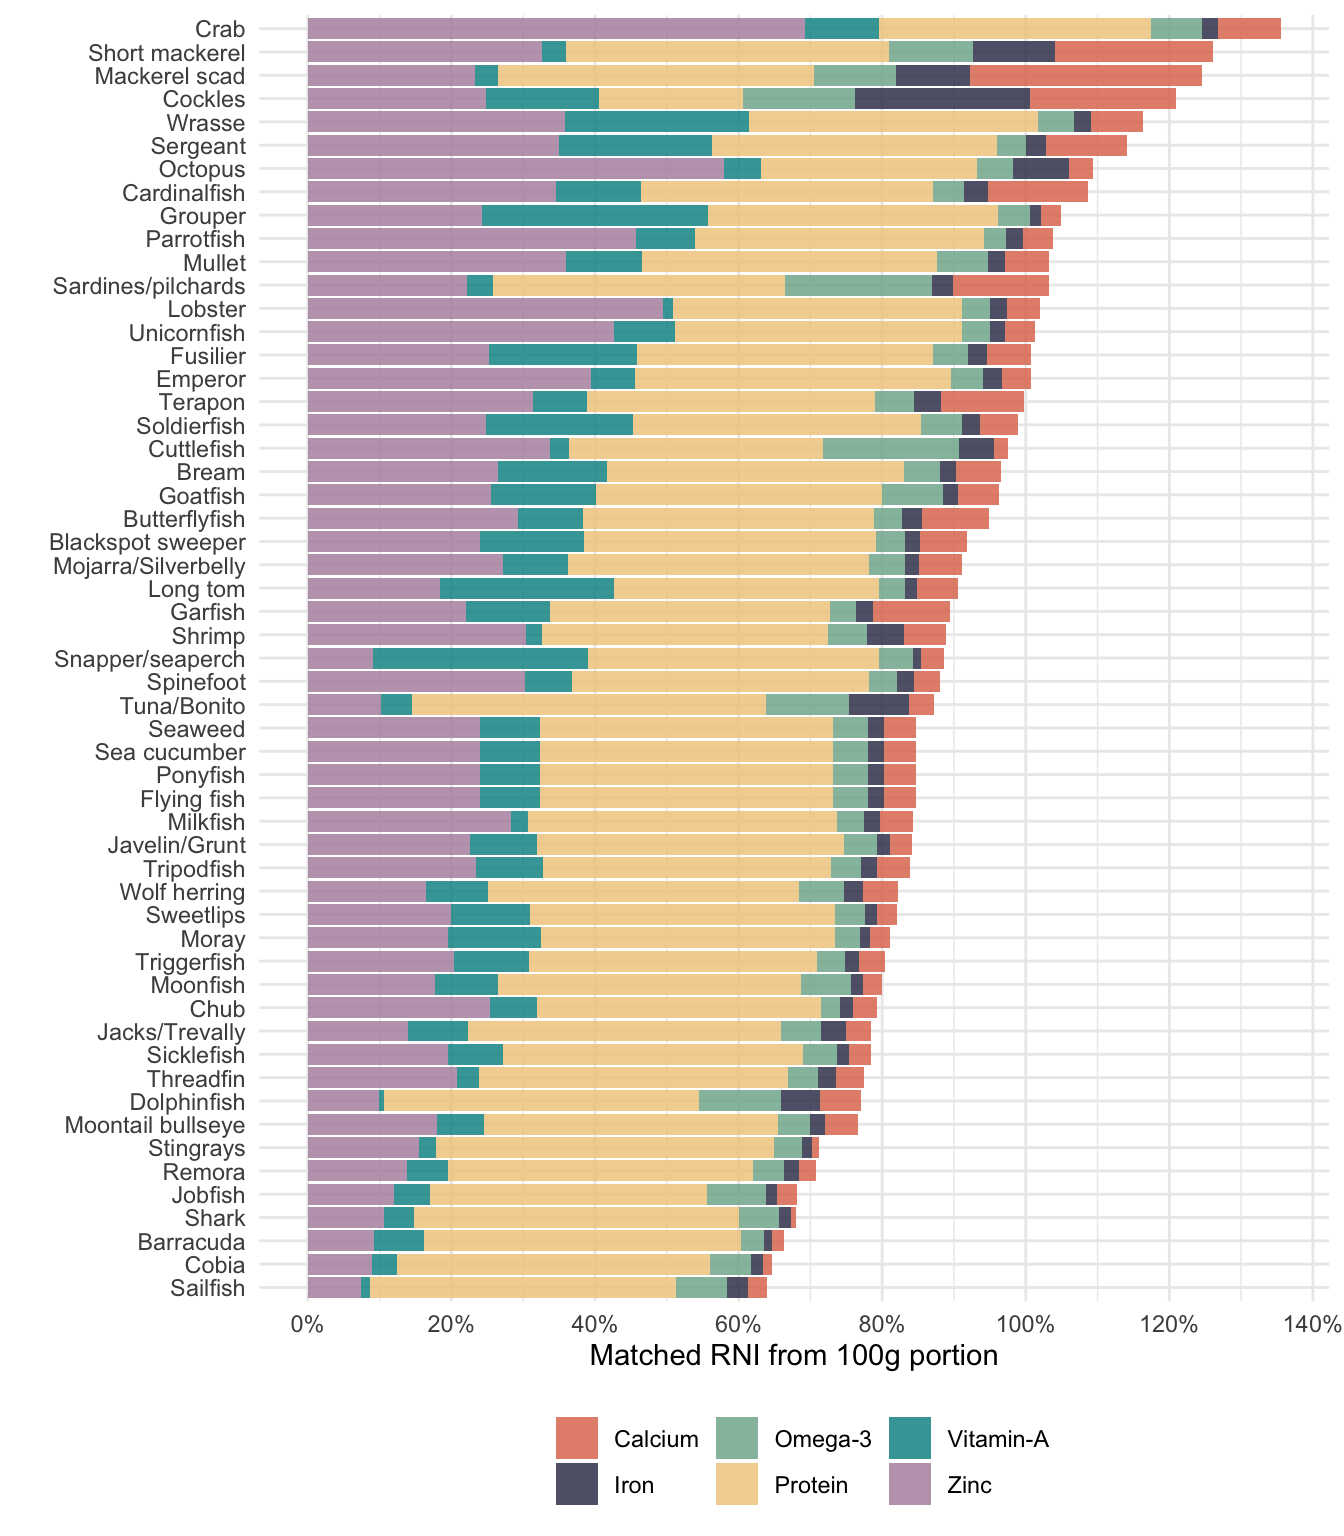 Crab
Short mackerel
Mackerel scad
Cockles
Wrasse
Sergeant
Octopus
Cardinalfish
Grouper
Parrotfish
Mullet
Sardines/pilchards
Lobster
Unicornfish
Fusilier
Emperor
Terapon
Soldierfish
Cuttlefish
Bream
Goatfish
Butterflyfish
Blackspot sweeper
Mojarra/Silverbelly
Long tom
Garfish
Shrimp
Snapper/seaperch
Spinefoot
Tuna/Bonito
Seaweed
Sea cucumber
Ponyfish
Flying fish
Milkfish
Javelin/Grunt
Tripodfish
Wolf herring
Sweetlips
Moray
Triggerfish
Moonfish
Chub
Jacks/Trevally
Sicklefish
Threadfin
Dolphinfish
Moontail bullseye
Stingrays
Remora
Jobfish
Shark
Barracuda
Cobia
Sailfish
0% 20% 40% 60% 80% 100% 120% 140%
Matched RNI from 100g portion
Calcium Omega-3 Vitamin-A
Iron Protein Zinc